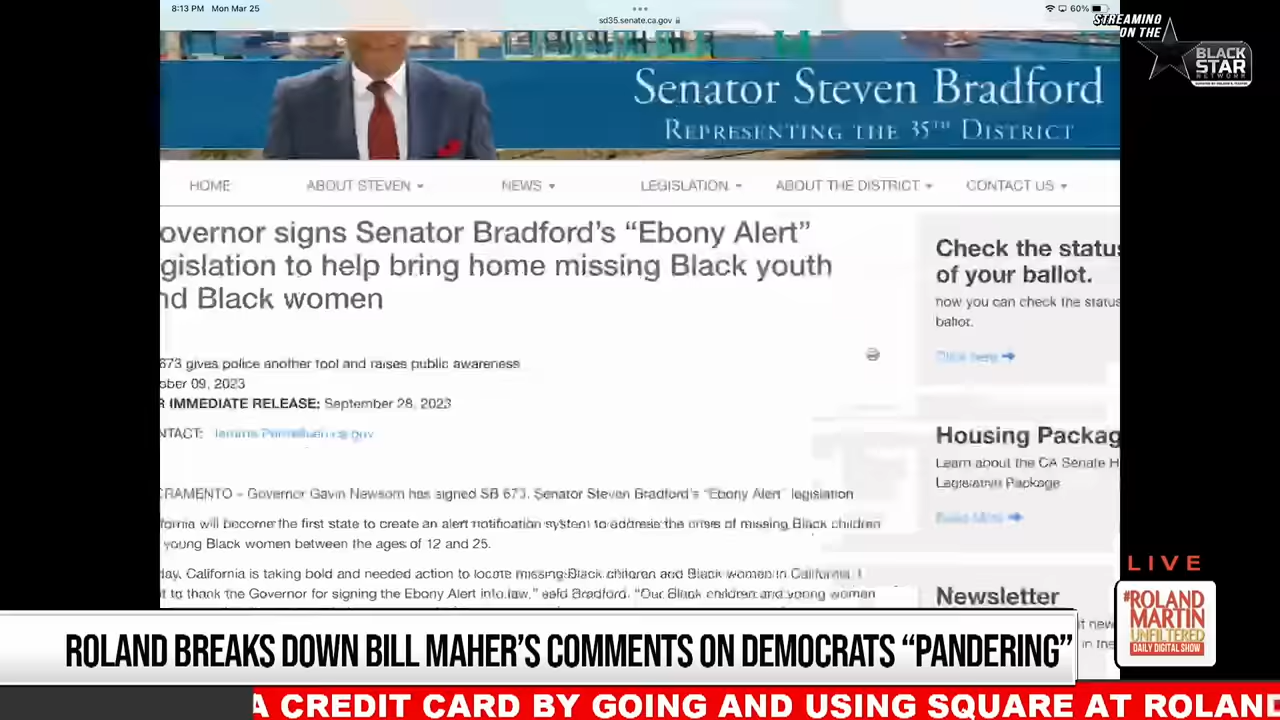 8:13 PM Mon Mar 25
sd35.senate.ca.gov
60%
STREAMING
ON THE
BLACK
STAR
NETWORK
Senator Steven Bradford
Representing the 35th District
HOME
ABOUT STEVEN
NEWS
LEGISLATION
ABOUT THE DISTRICT
CONTACT US
overnor signs Senator Bradford's “Ebony Alert”
gislation to help bring home missing Black youth
nd Black women
673 gives police another tool and raises public awareness
ober 09, 2023
R IMMEDIATE RELEASE: September 28, 2023
NTACT:
CRAMENTO – Governor Gavin Newsom has signed SB 673, Senator Steven Bradford's “Ebony Alert” legislation
fornia will become the first state to create an alert notification system to address the crisis of missing Black children
young Black women between the ages of 12 and 25.
day, California is taking bold and needed action to locate missing Black children and Black women in California. I
t to thank the Governor for signing the Ebony Alert into law,” said Bradford. “Our Black children and young women
Check the status
of your ballot.
now you can check the status
ballot.
Click here
Housing Packag
Learn about the CA Senate H
Legislative Package
Read More
Newsletter
t new
in the
LIVE
#ROLAND
MARTIN
UNFILTERED
DAILY DIGITAL SHOW
ROLAND BREAKS DOWN BILL MAHER'S COMMENTS ON DEMOCRATS “PANDERING”
A CREDIT CARD BY GOING AND USING SQUARE AT ROLAND